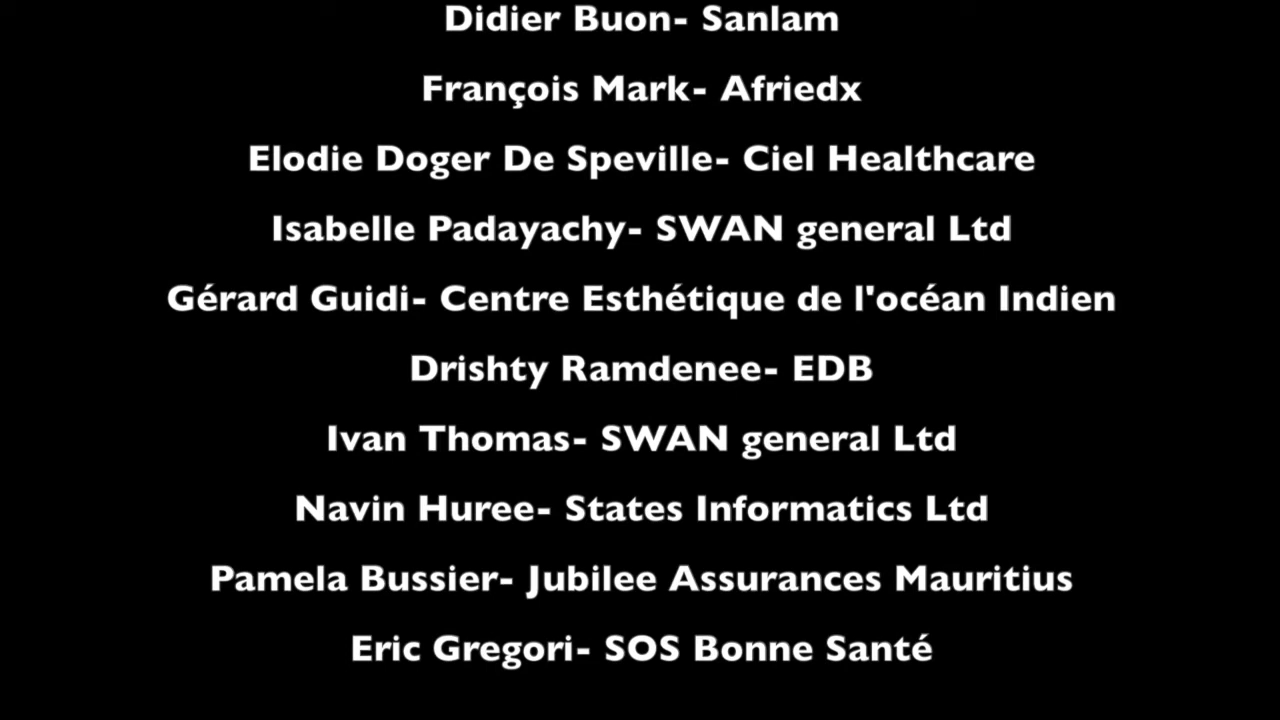 Didier Buon- Sanlam
François Mark- Afriedx
Elodie Doger De Speville- Ciel Healthcare
Isabelle Padayachy- SWAN general Ltd
Gérard Guidi- Centre Esthétique de l'océan Indien
Drishty Ramdenee- EDB
Ivan Thomas- SWAN general Ltd
Navin Huree- States Informatics Ltd
Pamela Bussier- Jubilee Assurances Mauritius
Eric Gregori- SOS Bonne Santé